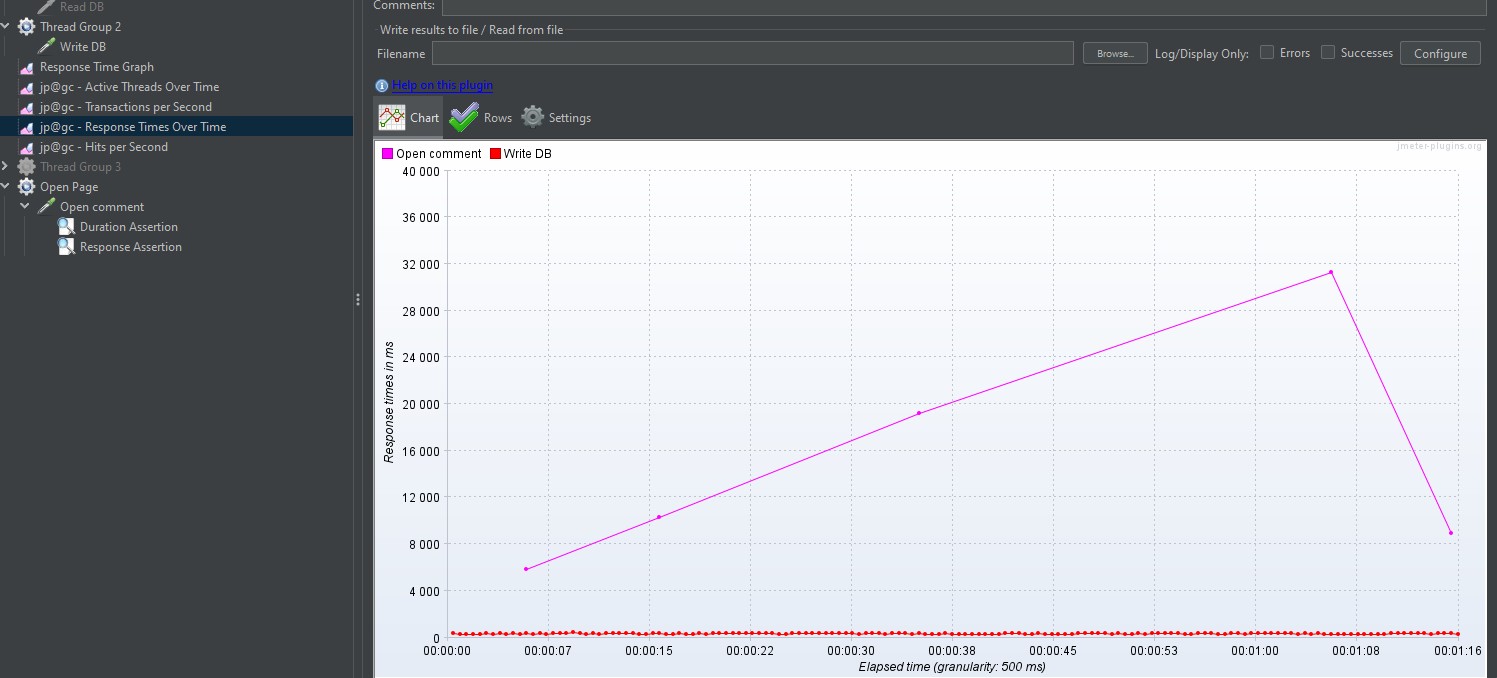 Read DB
Thread Group 2
Write DB
Response Time Graph
jp@gc - Active Threads Over Time
jp@gc - Transactions per Second
jp@gc - Response Times Over Time
jp@gc - Hits per Second
Thread Group 3
Open Page
Open comment
Duration Assertion
Response Assertion
Comments:
Write results to file / Read from file
Filename Browse... Log/Display Only: Errors Successes Configure
Help on this plugin
Chart Rows Settings
Open comment Write DB
jmeter-plugins.org
40 000
36 000
32 000
28 000
24 000
20 000
16 000
12 000
8 000
4 000
0
Response times in ms
00:00:00 00:00:07 00:00:15 00:00:22 00:00:30 00:00:38 00:00:45 00:00:53 00:01:00 00:01:08 00:01:16
Elapsed time (granularity: 500 ms)